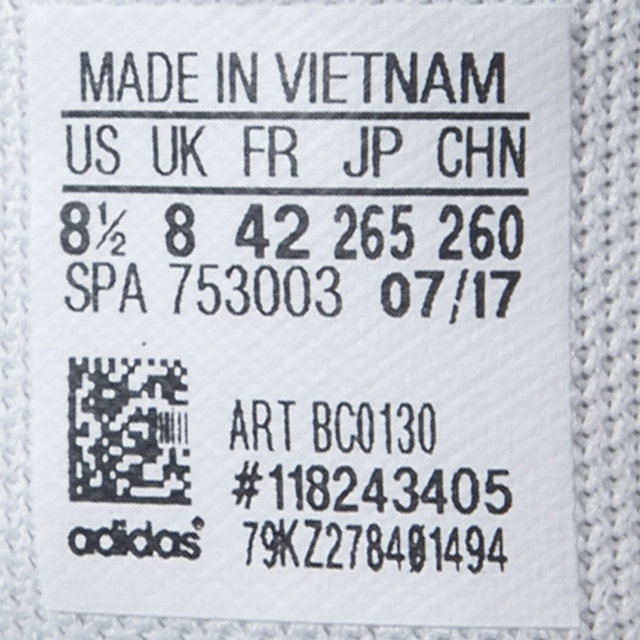 MADE IN VIETNAM
US UK FR JP CHN
8½ 8 42 265 260
SPA 753003 07/17
ART BC0130
#118243405
adidas® 79KZ278401494